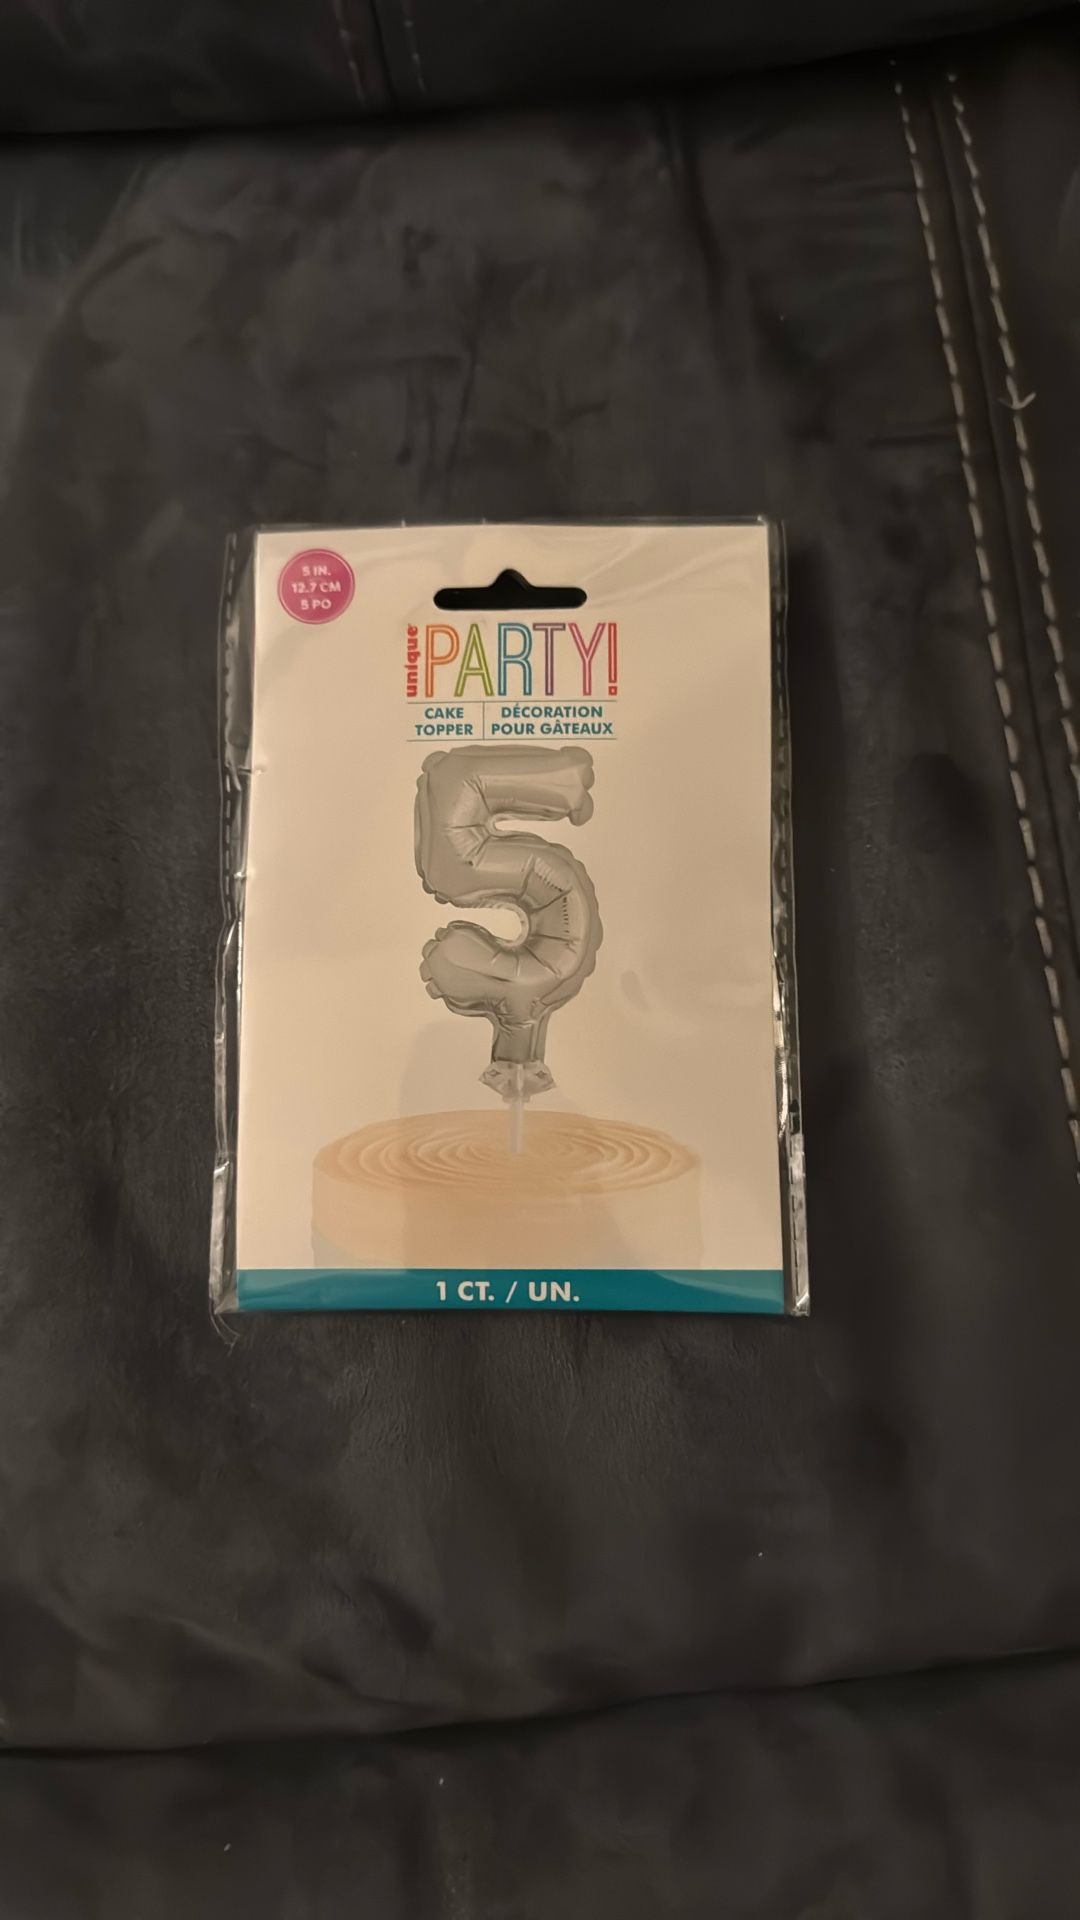 5 IN.
12.7 CM
5 PO
unique
PARTY!
CAKE
TOPPER
DÉCORATION
POUR GÂTEAUX
5
1 CT. / UN.